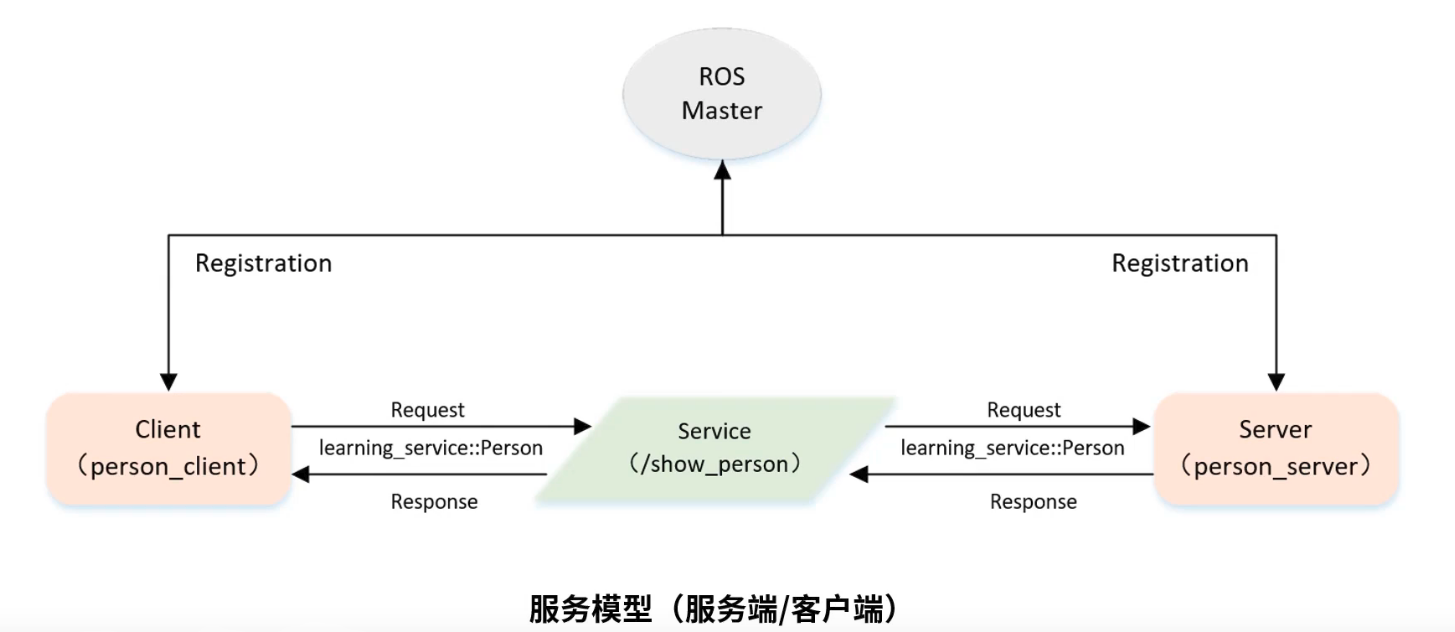 ROS
Master
Registration
Registration
Client
（person_client）
Request
learning_service::Person
Response
Service
（/show_person）
Request
learning_service::Person
Response
Server
（person_server）
服务模型（服务端/客户端）